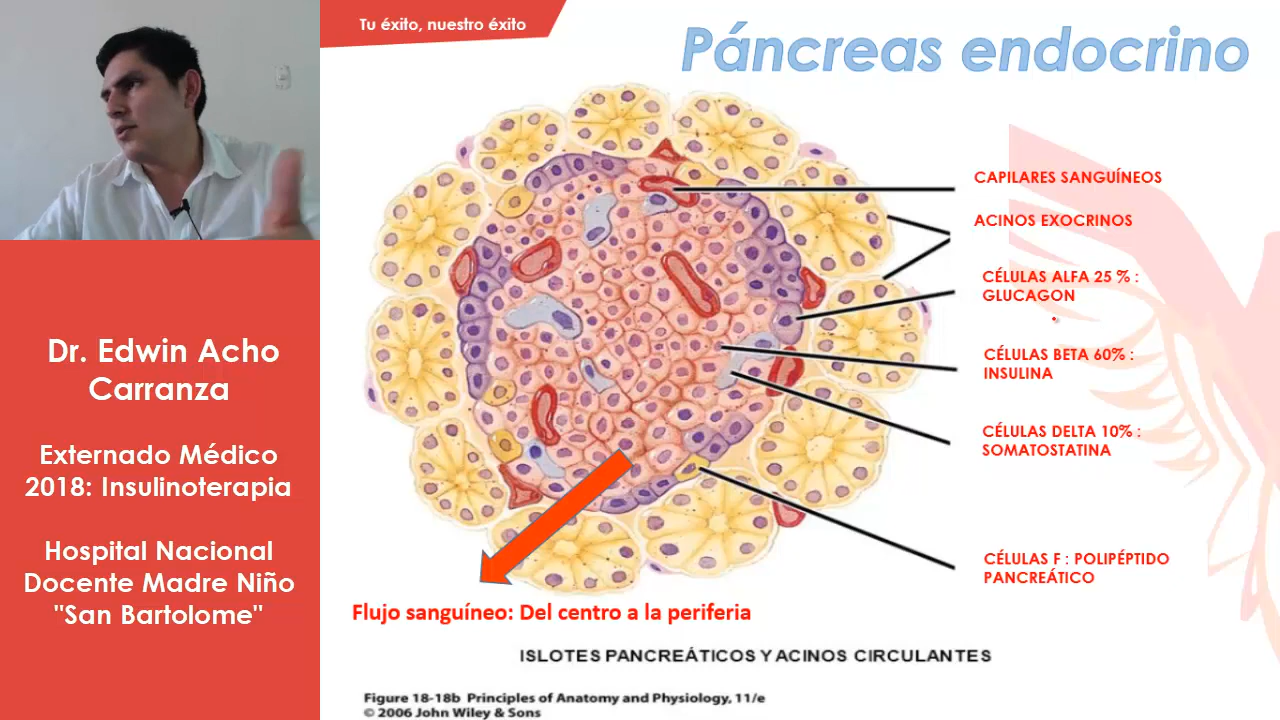 Tu éxito, nuestro éxito
Páncreas endocrino
Dr. Edwin Acho
Carranza
Externado Médico
2018: Insulinoterapia
Hospital Nacional
Docente Madre Niño
"San Bartolome"
CAPILARES SANGUÍNEOS
ACINOS EXOCRINOS
CÉLULAS ALFA 25 % :
GLUCAGON
CÉLULAS BETA 60% :
INSULINA
CÉLULAS DELTA 10% :
SOMATOSTATINA
CÉLULAS F : POLIPÉPTIDO
PANCREÁTICO
Flujo sanguíneo: Del centro a la periferia
ISLOTES PANCREÁTICOS Y ACINOS CIRCULANTES
Figure 18-18b Principles of Anatomy and Physiology, 11/e
© 2006 John Wiley & Sons